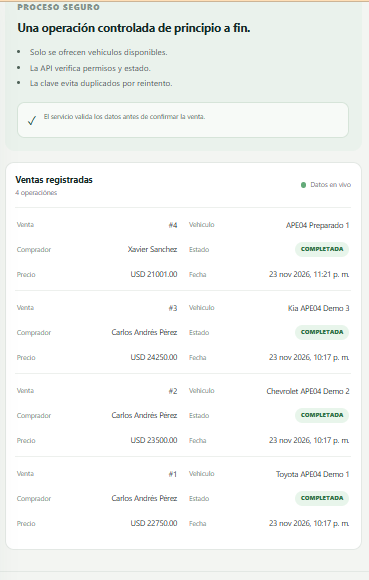 PROCESO SEGURO
Una operación controlada de principio a fin.
Solo se ofrecen vehículos disponibles.
La API verifica permisos y estado.
La clave evita duplicados por reintento.
✓ El servicio valida los datos antes de confirmar la venta.
Ventas registradas
4 operaciónes
Datos en vivo
Venta #4 Vehículo APE04 Preparado 1
Comprador Xavier Sanchez Estado COMPLETADA
Precio USD 21001.00 Fecha 23 nov 2026, 11:21 p. m.
Venta #3 Vehículo Kia APE04 Demo 3
Comprador Carlos Andrés Pérez Estado COMPLETADA
Precio USD 24250.00 Fecha 23 nov 2026, 10:17 p. m.
Venta #2 Vehículo Chevrolet APE04 Demo 2
Comprador Carlos Andrés Pérez Estado COMPLETADA
Precio USD 23500.00 Fecha 23 nov 2026, 10:17 p. m.
Venta #1 Vehículo Toyota APE04 Demo 1
Comprador Carlos Andrés Pérez Estado COMPLETADA
Precio USD 22750.00 Fecha 23 nov 2026, 10:17 p. m.